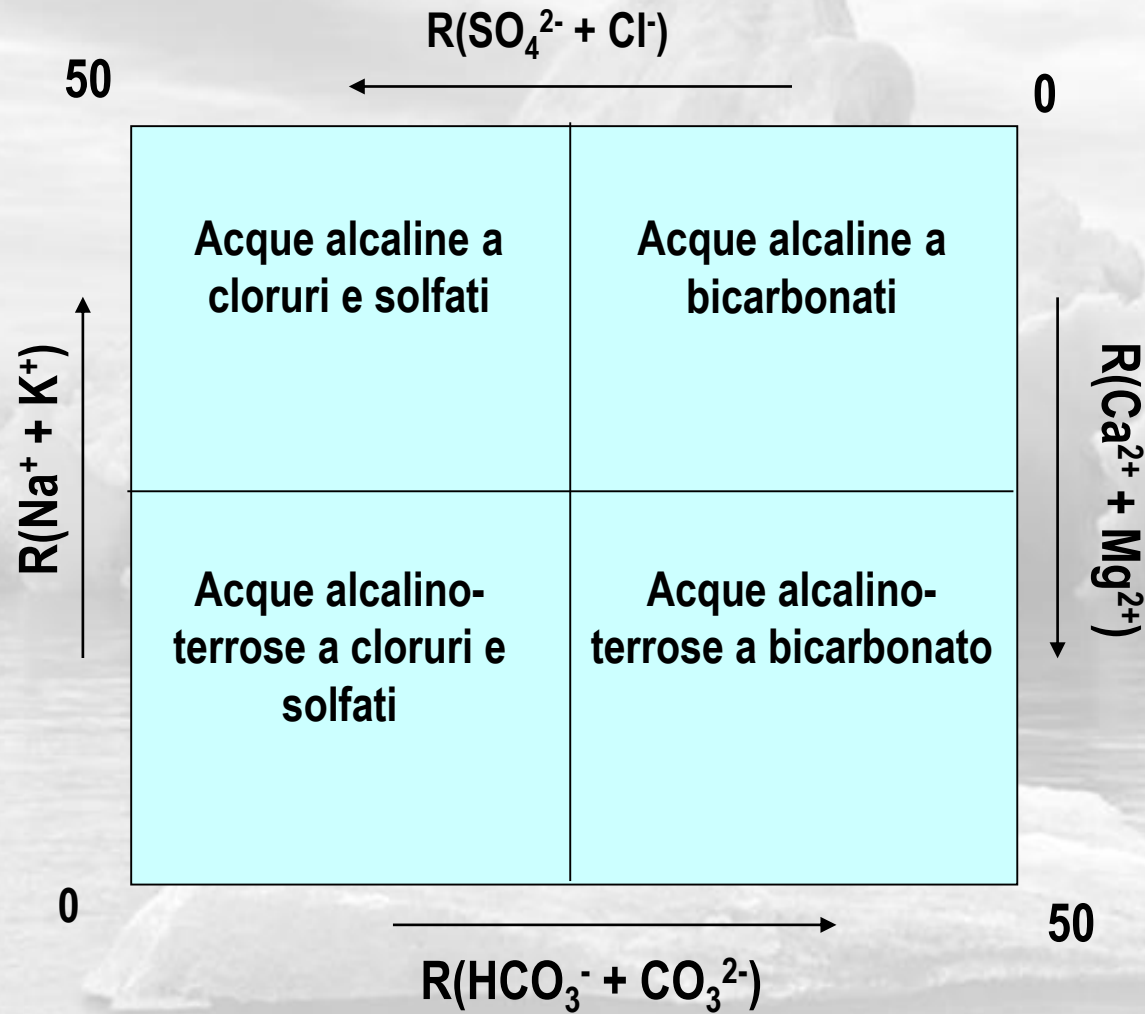 R(SO₄²⁻ + Cl⁻)
50
0
Acque alcaline a
cloruri e solfati
Acque alcaline a
bicarbonati
R(Na⁺ + K⁺)
R(Ca²⁺ + Mg²⁺)
Acque alcalino-
terrose a cloruri e
solfati
Acque alcalino-
terrose a bicarbonato
0
50
R(HCO₃⁻ + CO₃²⁻)